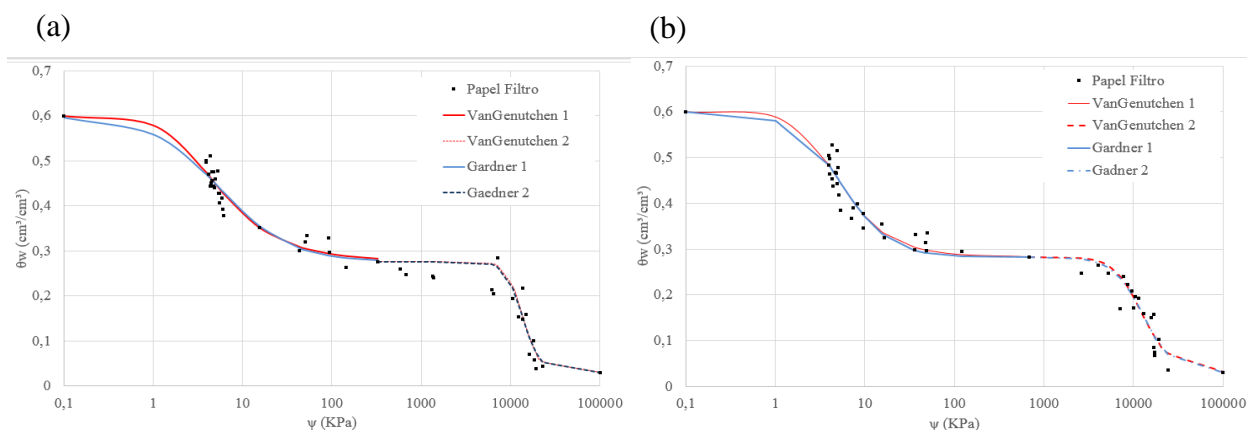 (a)
0,7
0,6
0,5
0,4
0,3
0,2
0,1
0
θw (cm³/cm³)
0,1 1 10 100 1000 10000 100000
ψ (KPa)
Papel Filtro
VanGenutchen 1
VanGenutchen 2
Gardner 1
Gaedner 2
(b)
0,7
0,6
0,5
0,4
0,3
0,2
0,1
0
θw (cm³/cm³)
0,1 1 10 100 1000 10000 100000
ψ (KPa)
Papel Filtro
VanGenutchen 1
VanGenutchen 2
Gardner 1
Gadner 2